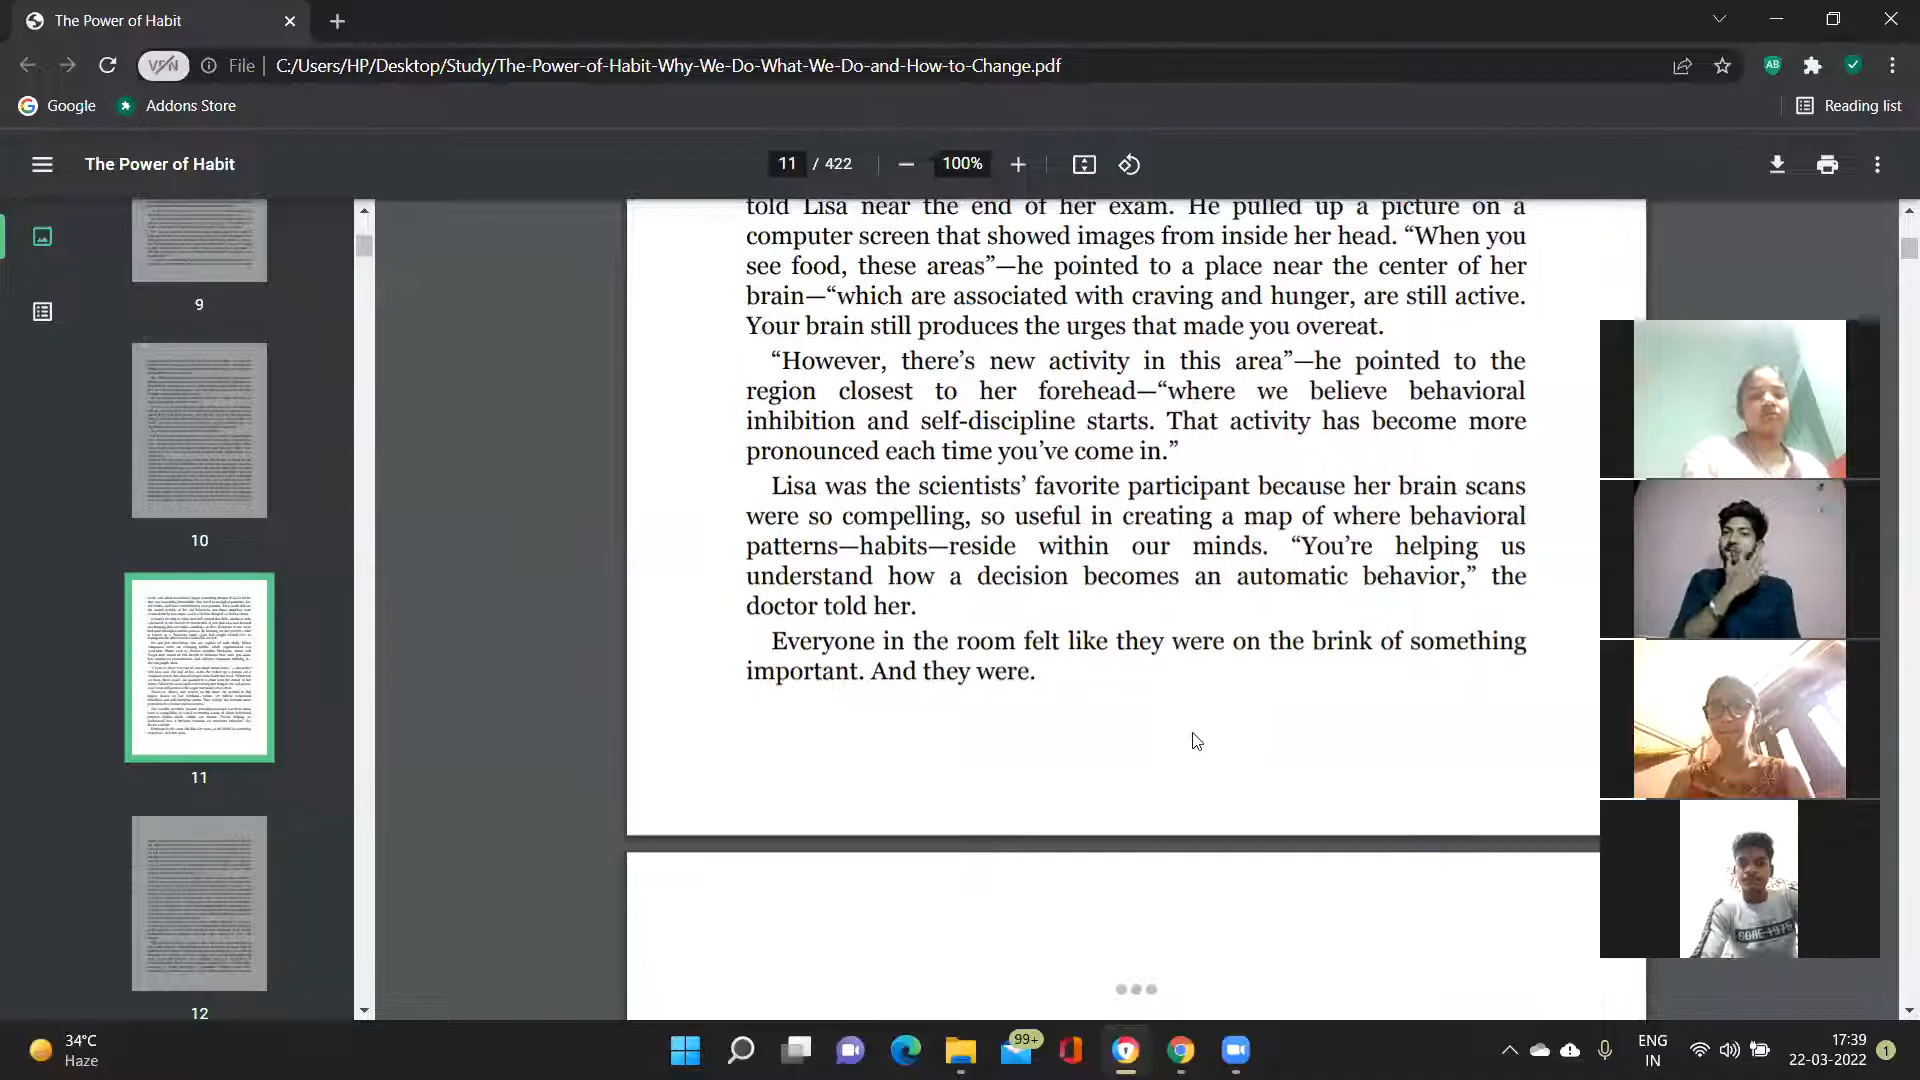 The Power of Habit
VPN
File
C:/Users/HP/Desktop/Study/The-Power-of-Habit-Why-We-Do-What-We-Do-and-How-to-Change.pdf
AB
Google
Addons Store
Reading list
The Power of Habit
11 / 422
100%
9
10
11
12
told Lisa near the end of her exam. He pulled up a picture on a
computer screen that showed images from inside her head. “When you
see food, these areas”—he pointed to a place near the center of her
brain—“which are associated with craving and hunger, are still active.
Your brain still produces the urges that made you overeat.
“However, there’s new activity in this area”—he pointed to the
region closest to her forehead—“where we believe behavioral
inhibition and self-discipline starts. That activity has become more
pronounced each time you’ve come in.”
Lisa was the scientists’ favorite participant because her brain scans
were so compelling, so useful in creating a map of where behavioral
patterns—habits—reside within our minds. “You’re helping us
understand how a decision becomes an automatic behavior,” the
doctor told her.
Everyone in the room felt like they were on the brink of something
important. And they were.
34°C
Haze
99+
ENG
IN
17:39
22-03-2022
1